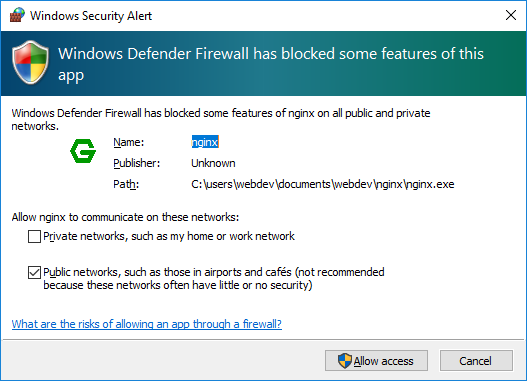 Windows Security Alert
Windows Defender Firewall has blocked some features of this
app
Windows Defender Firewall has blocked some features of nginx on all public and private
networks.
Name: nginx
Publisher: Unknown
Path: C:\users\webdev\documents\webdev\nginx\nginx.exe
Allow nginx to communicate on these networks:
Private networks, such as my home or work network
Public networks, such as those in airports and cafés (not recommended
because these networks often have little or no security)
What are the risks of allowing an app through a firewall?
Allow access Cancel